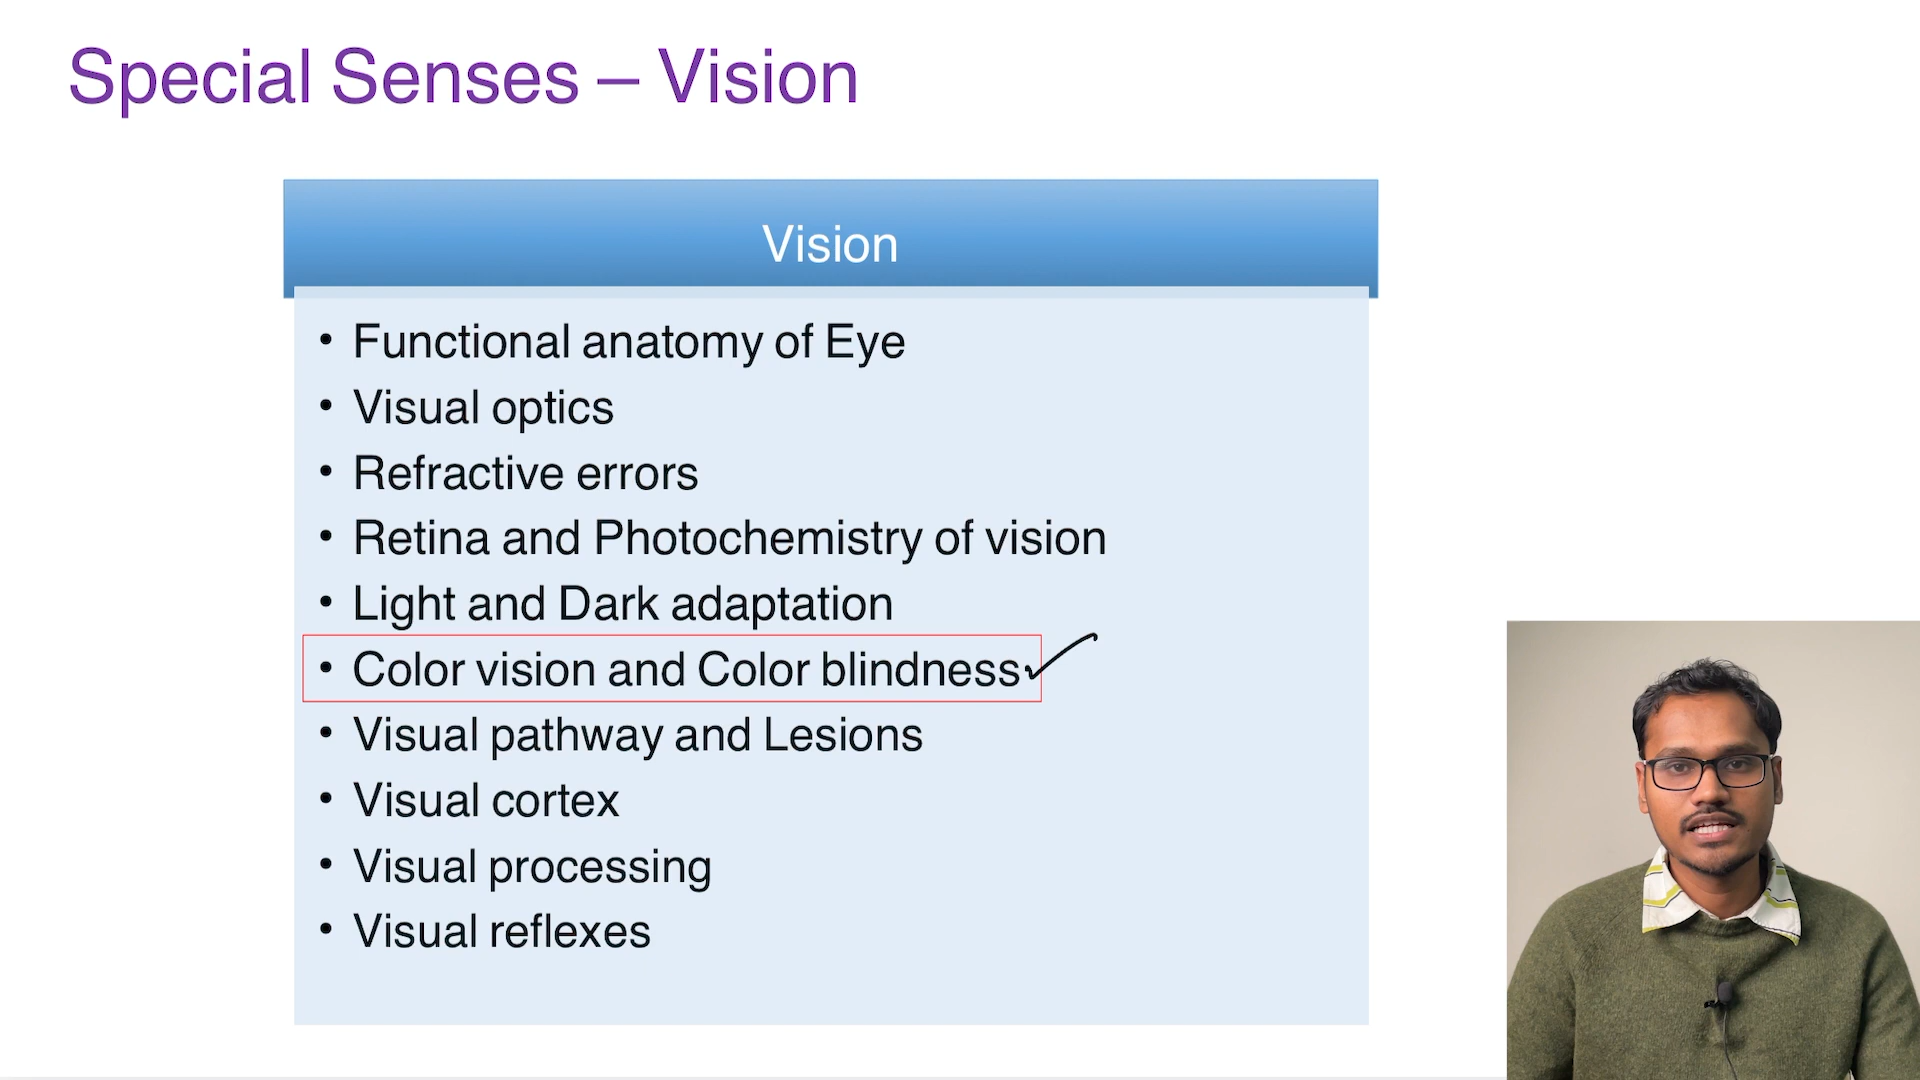 Special Senses – Vision
Vision
• Functional anatomy of Eye
• Visual optics
• Refractive errors
• Retina and Photochemistry of vision
• Light and Dark adaptation
• Color vision and Color blindness
• Visual pathway and Lesions
• Visual cortex
• Visual processing
• Visual reflexes